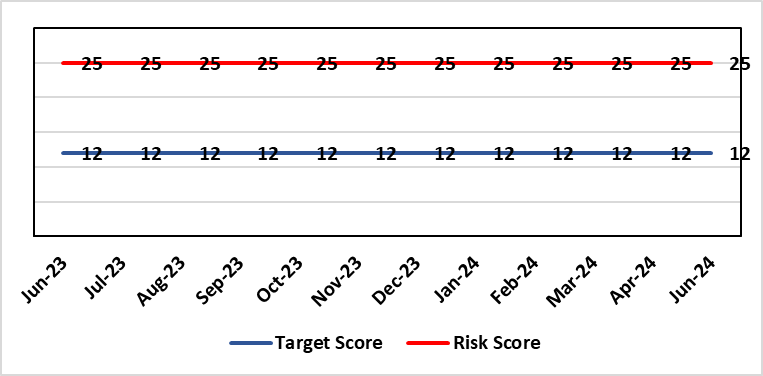 25 25 25 25 25 25 25 25 25 25 25 25
12 12 12 12 12 12 12 12 12 12 12 12
Jun-23 Jul-23 Aug-23 Sep-23 Oct-23 Nov-23 Dec-23 Jan-24 Feb-24 Mar-24 Apr-24 Jun-24
Target Score Risk Score